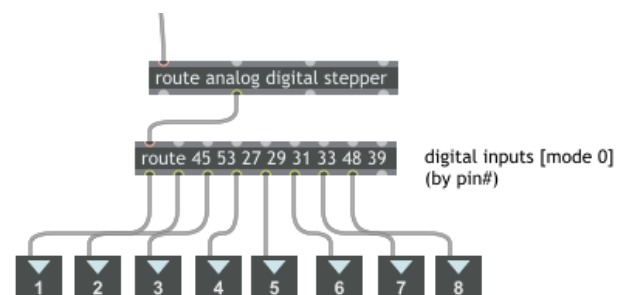 route analog digital stepper
route 45 53 27 29 31 33 48 39
digital inputs [mode 0]
(by pin#)
1 2 3 4 5 6 7 8